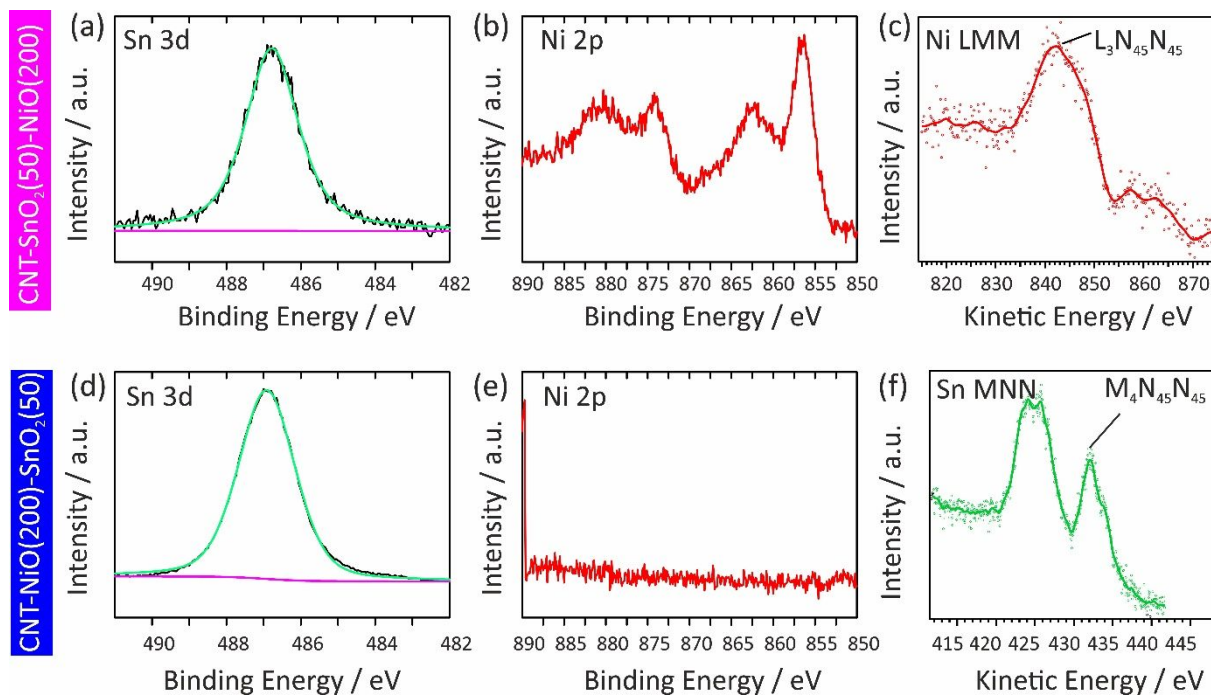 CNT-SnO₂(50)-NiO(200)
(a) Sn 3d
Intensity / a.u.
490 488 486 484 482
Binding Energy / eV
(b) Ni 2p
Intensity / a.u.
890 885 880 875 870 865 860 855 850
Binding Energy / eV
(c) Ni LMM
L₃N₄₅N₄₅
Intensity / a.u.
820 830 840 850 860 870
Kinetic Energy / eV
CNT-NiO(200)-SnO₂(50)
(d) Sn 3d
Intensity / a.u.
490 488 486 484 482
Binding Energy / eV
(e) Ni 2p
Intensity / a.u.
890 885 880 875 870 865 860 855 850
Binding Energy / eV
(f) Sn MNN
M₄N₄₅N₄₅
Intensity / a.u.
415 420 425 430 435 440 445
Kinetic Energy / eV